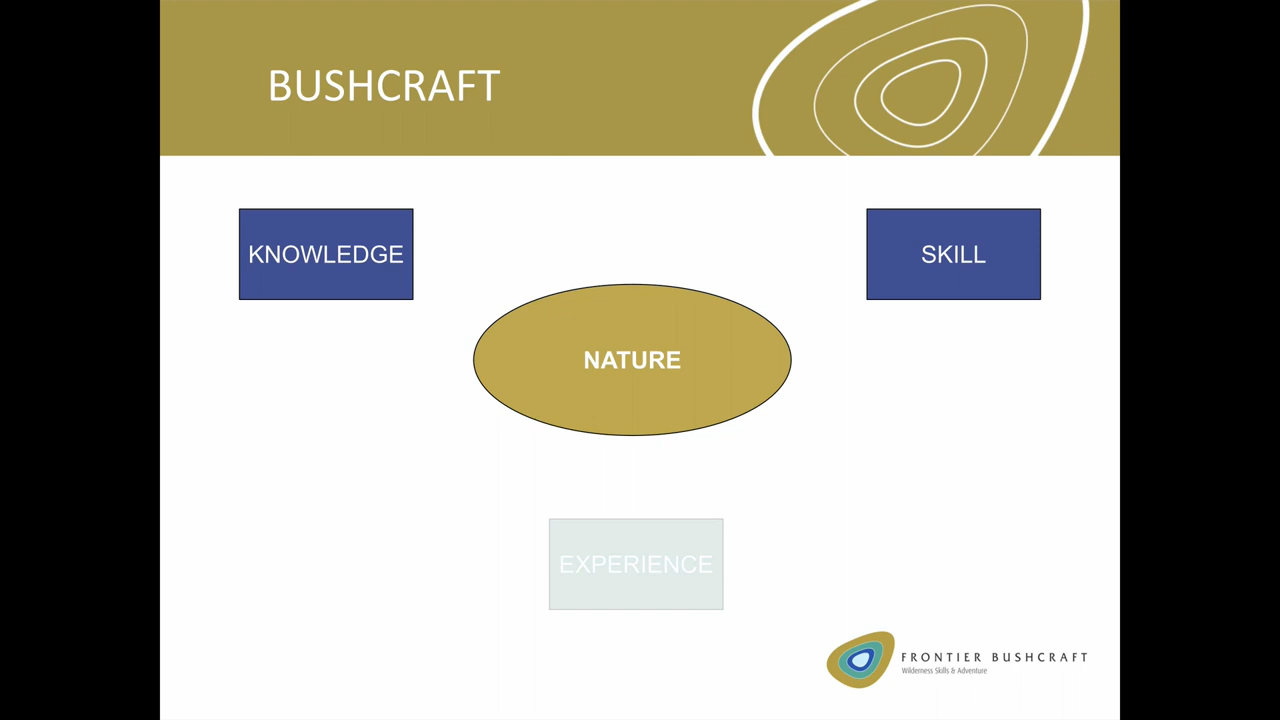 BUSHCRAFT
KNOWLEDGE
SKILL
NATURE
EXPERIENCE
FRONTIER BUSHCRAFT
Wilderness Skills & Adventure